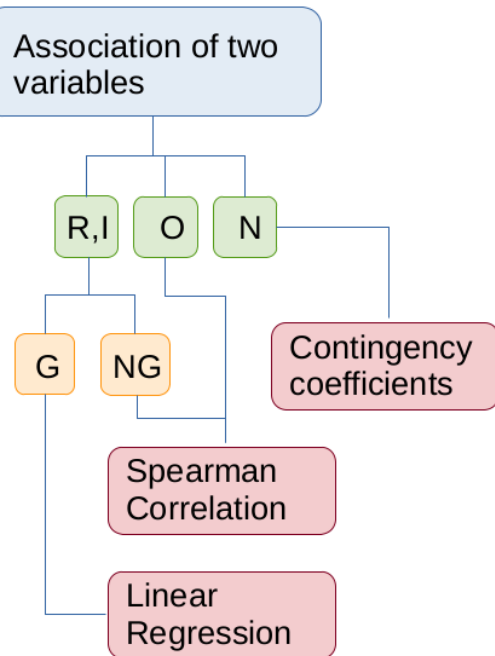 Association of two
variables
R,I
O
N
G
NG
Contingency
coefficients
Spearman
Correlation
Linear
Regression